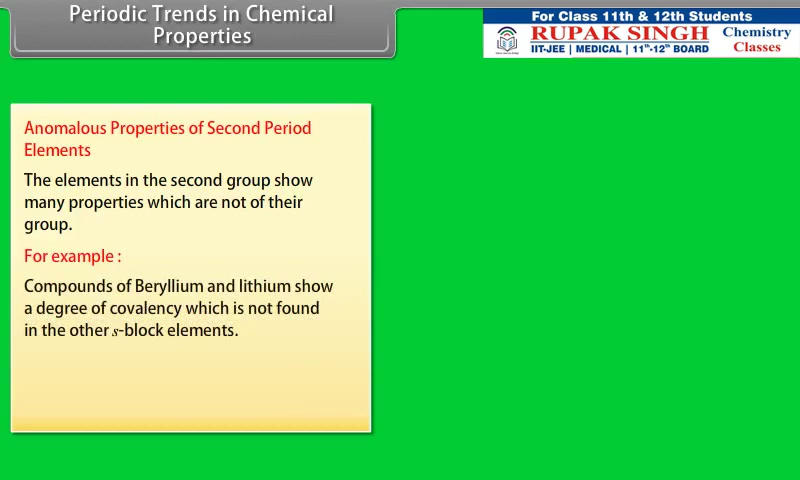 Periodic Trends in Chemical
Properties
For Class 11th & 12th Students
RUPAK SINGH
IIT-JEE | MEDICAL | 11th-12th BOARD
Chemistry
Classes
Anomalous Properties of Second Period
Elements
The elements in the second group show
many properties which are not of their
group.
For example :
Compounds of Beryllium and lithium show
a degree of covalency which is not found
in the other s-block elements.